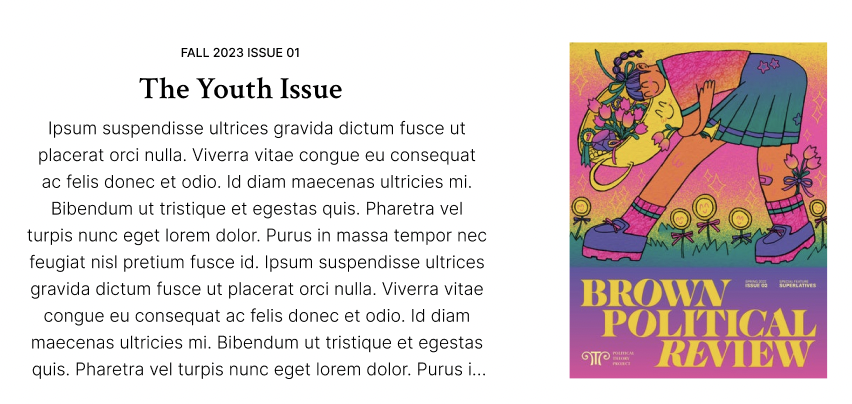 FALL 2023 ISSUE 01
The Youth Issue
Ipsum suspendisse ultrices gravida dictum fusce ut
placerat orci nulla. Viverra vitae congue eu consequat
ac felis donec et odio. Id diam maecenas ultricies mi.
Bibendum ut tristique et egestas quis. Pharetra vel
turpis nunc eget lorem dolor. Purus in massa tempor nec
feugiat nisl pretium fusce id. Ipsum suspendisse ultrices
gravida dictum fusce ut placerat orci nulla. Viverra vitae
congue eu consequat ac felis donec et odio. Id diam
maecenas ultricies mi. Bibendum ut tristique et egestas
quis. Pharetra vel turpis nunc eget lorem dolor. Purus i...
BROWN
POLITICAL
REVIEW
SPRING 2023
ISSUE 03
SPECIAL FEATURE
SUPERLATIVES
POLITICAL
THEORY
PROJECT